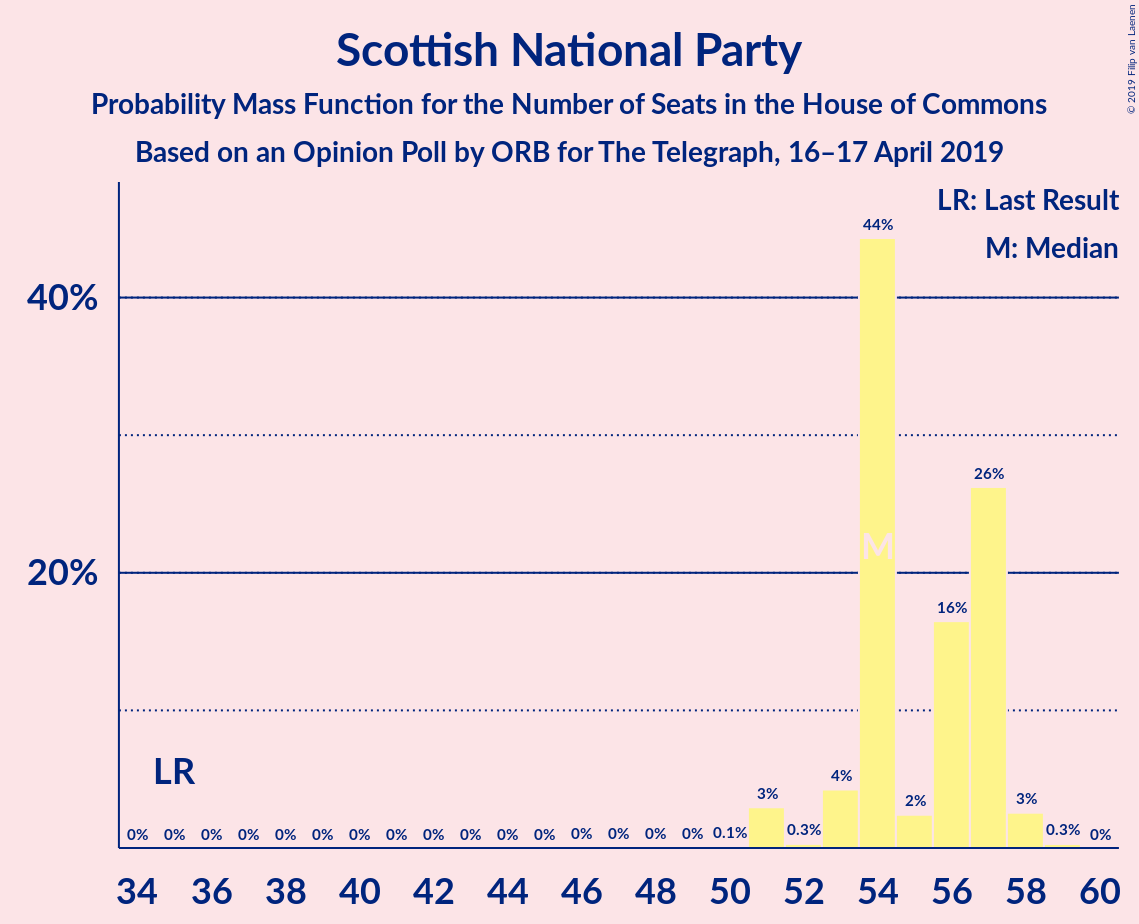 Scottish National Party
Probability Mass Function for the Number of Seats in the House of Commons
Based on an Opinion Poll by ORB for The Telegraph, 16–17 April 2019
© 2019 Filip van Laenen
LR: Last Result
M: Median
44%
40%
26%
M
20%
16%
LR
4%
3%
2%
3%
0% 0% 0% 0% 0% 0% 0% 0% 0% 0% 0% 0% 0% 0% 0% 0% 0.1% 0.3% 0.3% 0%
34 36 38 40 42 44 46 48 50 52 54 56 58 60